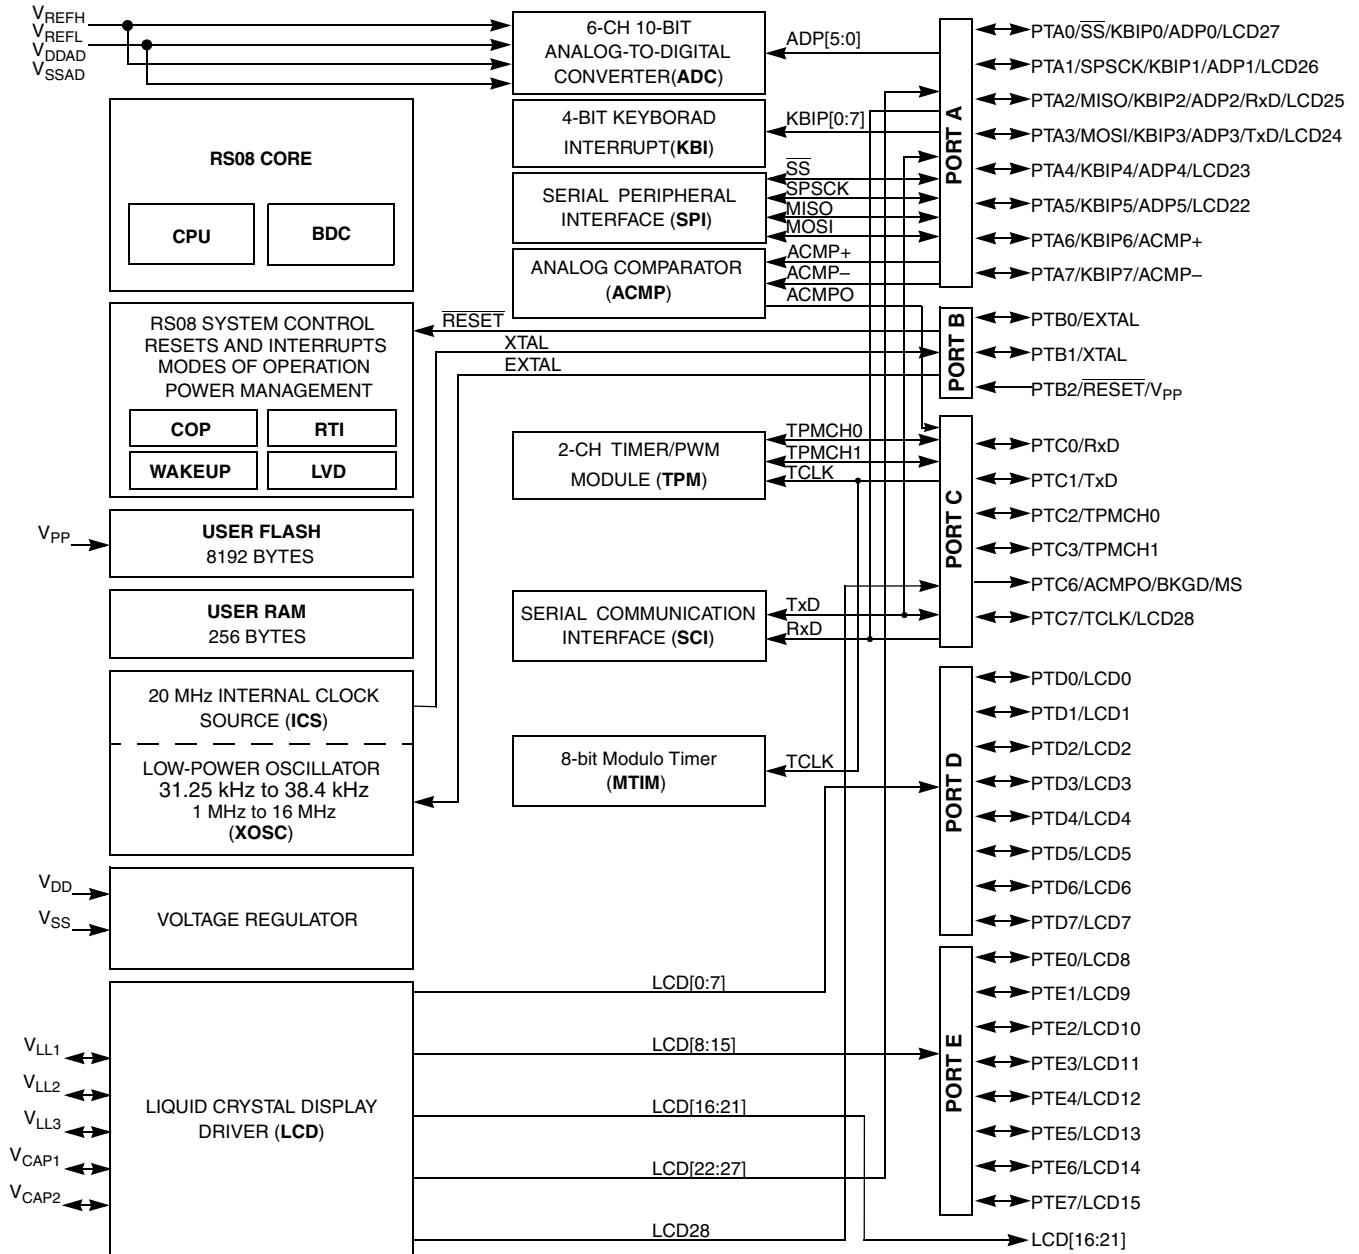 VREFH
VREFL
VDDAD
VSSAD
6-CH 10-BIT
ANALOG-TO-DIGITAL
CONVERTER(ADC)
ADP[5:0]
4-BIT KEYBORAD
INTERRUPT(KBI)
KBIP[0:7]
SERIAL PERIPHERAL
INTERFACE (SPI)
SS
SPSCK
MISO
MOSI
ANALOG COMPARATOR
(ACMP)
ACMP+
ACMP–
ACMPO
PORT A
PTA0/SS/KBIP0/ADP0/LCD27
PTA1/SPSCK/KBIP1/ADP1/LCD26
PTA2/MISO/KBIP2/ADP2/RxD/LCD25
PTA3/MOSI/KBIP3/ADP3/TxD/LCD24
PTA4/KBIP4/ADP4/LCD23
PTA5/KBIP5/ADP5/LCD22
PTA6/KBIP6/ACMP+
PTA7/KBIP7/ACMP–
RS08 CORE
CPU
BDC
RS08 SYSTEM CONTROL
RESETS AND INTERRUPTS
MODES OF OPERATION
POWER MANAGEMENT
COP
RTI
WAKEUP
LVD
RESET
XTAL
EXTAL
PORT B
PTB0/EXTAL
PTB1/XTAL
PTB2/RESET/VPP
2-CH TIMER/PWM
MODULE (TPM)
TPMCH0
TPMCH1
TCLK
PORT C
PTC0/RxD
PTC1/TxD
PTC2/TPMCH0
PTC3/TPMCH1
PTC6/ACMPO/BKGD/MS
PTC7/TCLK/LCD28
VPP
USER FLASH
8192 BYTES
USER RAM
256 BYTES
SERIAL COMMUNICATION
INTERFACE (SCI)
TxD
RxD
20 MHz INTERNAL CLOCK
SOURCE (ICS)
LOW-POWER OSCILLATOR
31.25 kHz to 38.4 kHz
1 MHz to 16 MHz
(XOSC)
8-bit Modulo Timer
(MTIM)
TCLK
PORT D
PTD0/LCD0
PTD1/LCD1
PTD2/LCD2
PTD3/LCD3
PTD4/LCD4
PTD5/LCD5
PTD6/LCD6
PTD7/LCD7
VDD
VSS
VOLTAGE REGULATOR
VLL1
VLL2
VLL3
VCAP1
VCAP2
LIQUID CRYSTAL DISPLAY
DRIVER (LCD)
LCD[0:7]
LCD[8:15]
LCD[16:21]
LCD[22:27]
LCD28
PORT E
PTE0/LCD8
PTE1/LCD9
PTE2/LCD10
PTE3/LCD11
PTE4/LCD12
PTE5/LCD13
PTE6/LCD14
PTE7/LCD15
LCD[16:21]